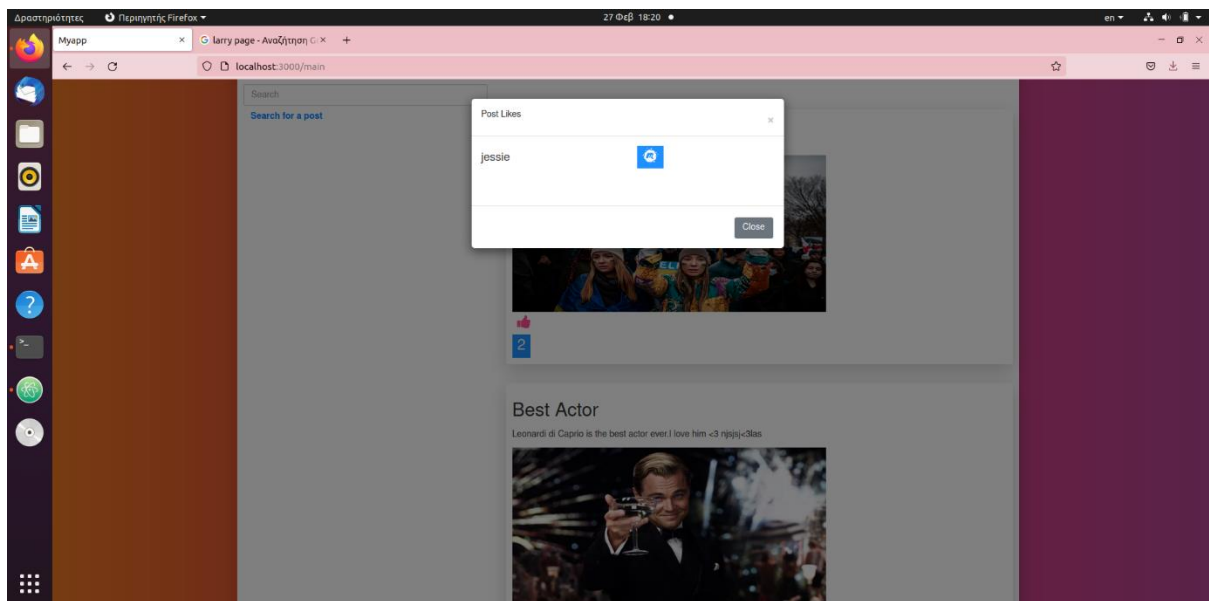 Δραστηριότητες Περιηγητής Firefox 27 Φεβ 18:20 en
Myapp larry page - Αναζήτηση G
localhost:3000/main
Search
Search for a post
Post Likes ×
jessie
Close
2
Best Actor
Leonardi di Caprio is the best actor ever.I love him <3 njsjsj<3las